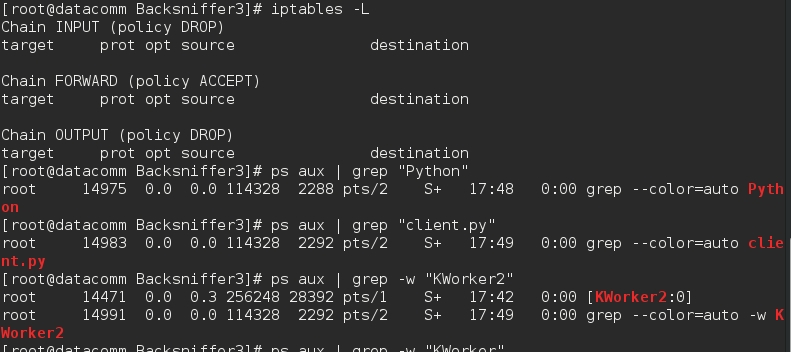 [root@datacomm Backsniffer3]# iptables -L
Chain INPUT (policy DROP)
target     prot opt source               destination
Chain FORWARD (policy ACCEPT)
target     prot opt source               destination
Chain OUTPUT (policy DROP)
target     prot opt source               destination
[root@datacomm Backsniffer3]# ps aux | grep "Python"
root     14975  0.0  0.0 114328  2288 pts/2    S+   17:48   0:00 grep --color=auto Pyth
on
[root@datacomm Backsniffer3]# ps aux | grep "client.py"
root     14983  0.0  0.0 114328  2292 pts/2    S+   17:49   0:00 grep --color=auto clie
nt.py
[root@datacomm Backsniffer3]# ps aux | grep -w "KWorker2"
root     14471  0.0  0.3 256248 28392 pts/1    S+   17:42   0:00 [KWorker2:0]
root     14991  0.0  0.0 114328  2292 pts/2    S+   17:49   0:00 grep --color=auto -w K
Worker2
[root@datacomm Backsniffer3]# ps aux | grep -w "KWorker"